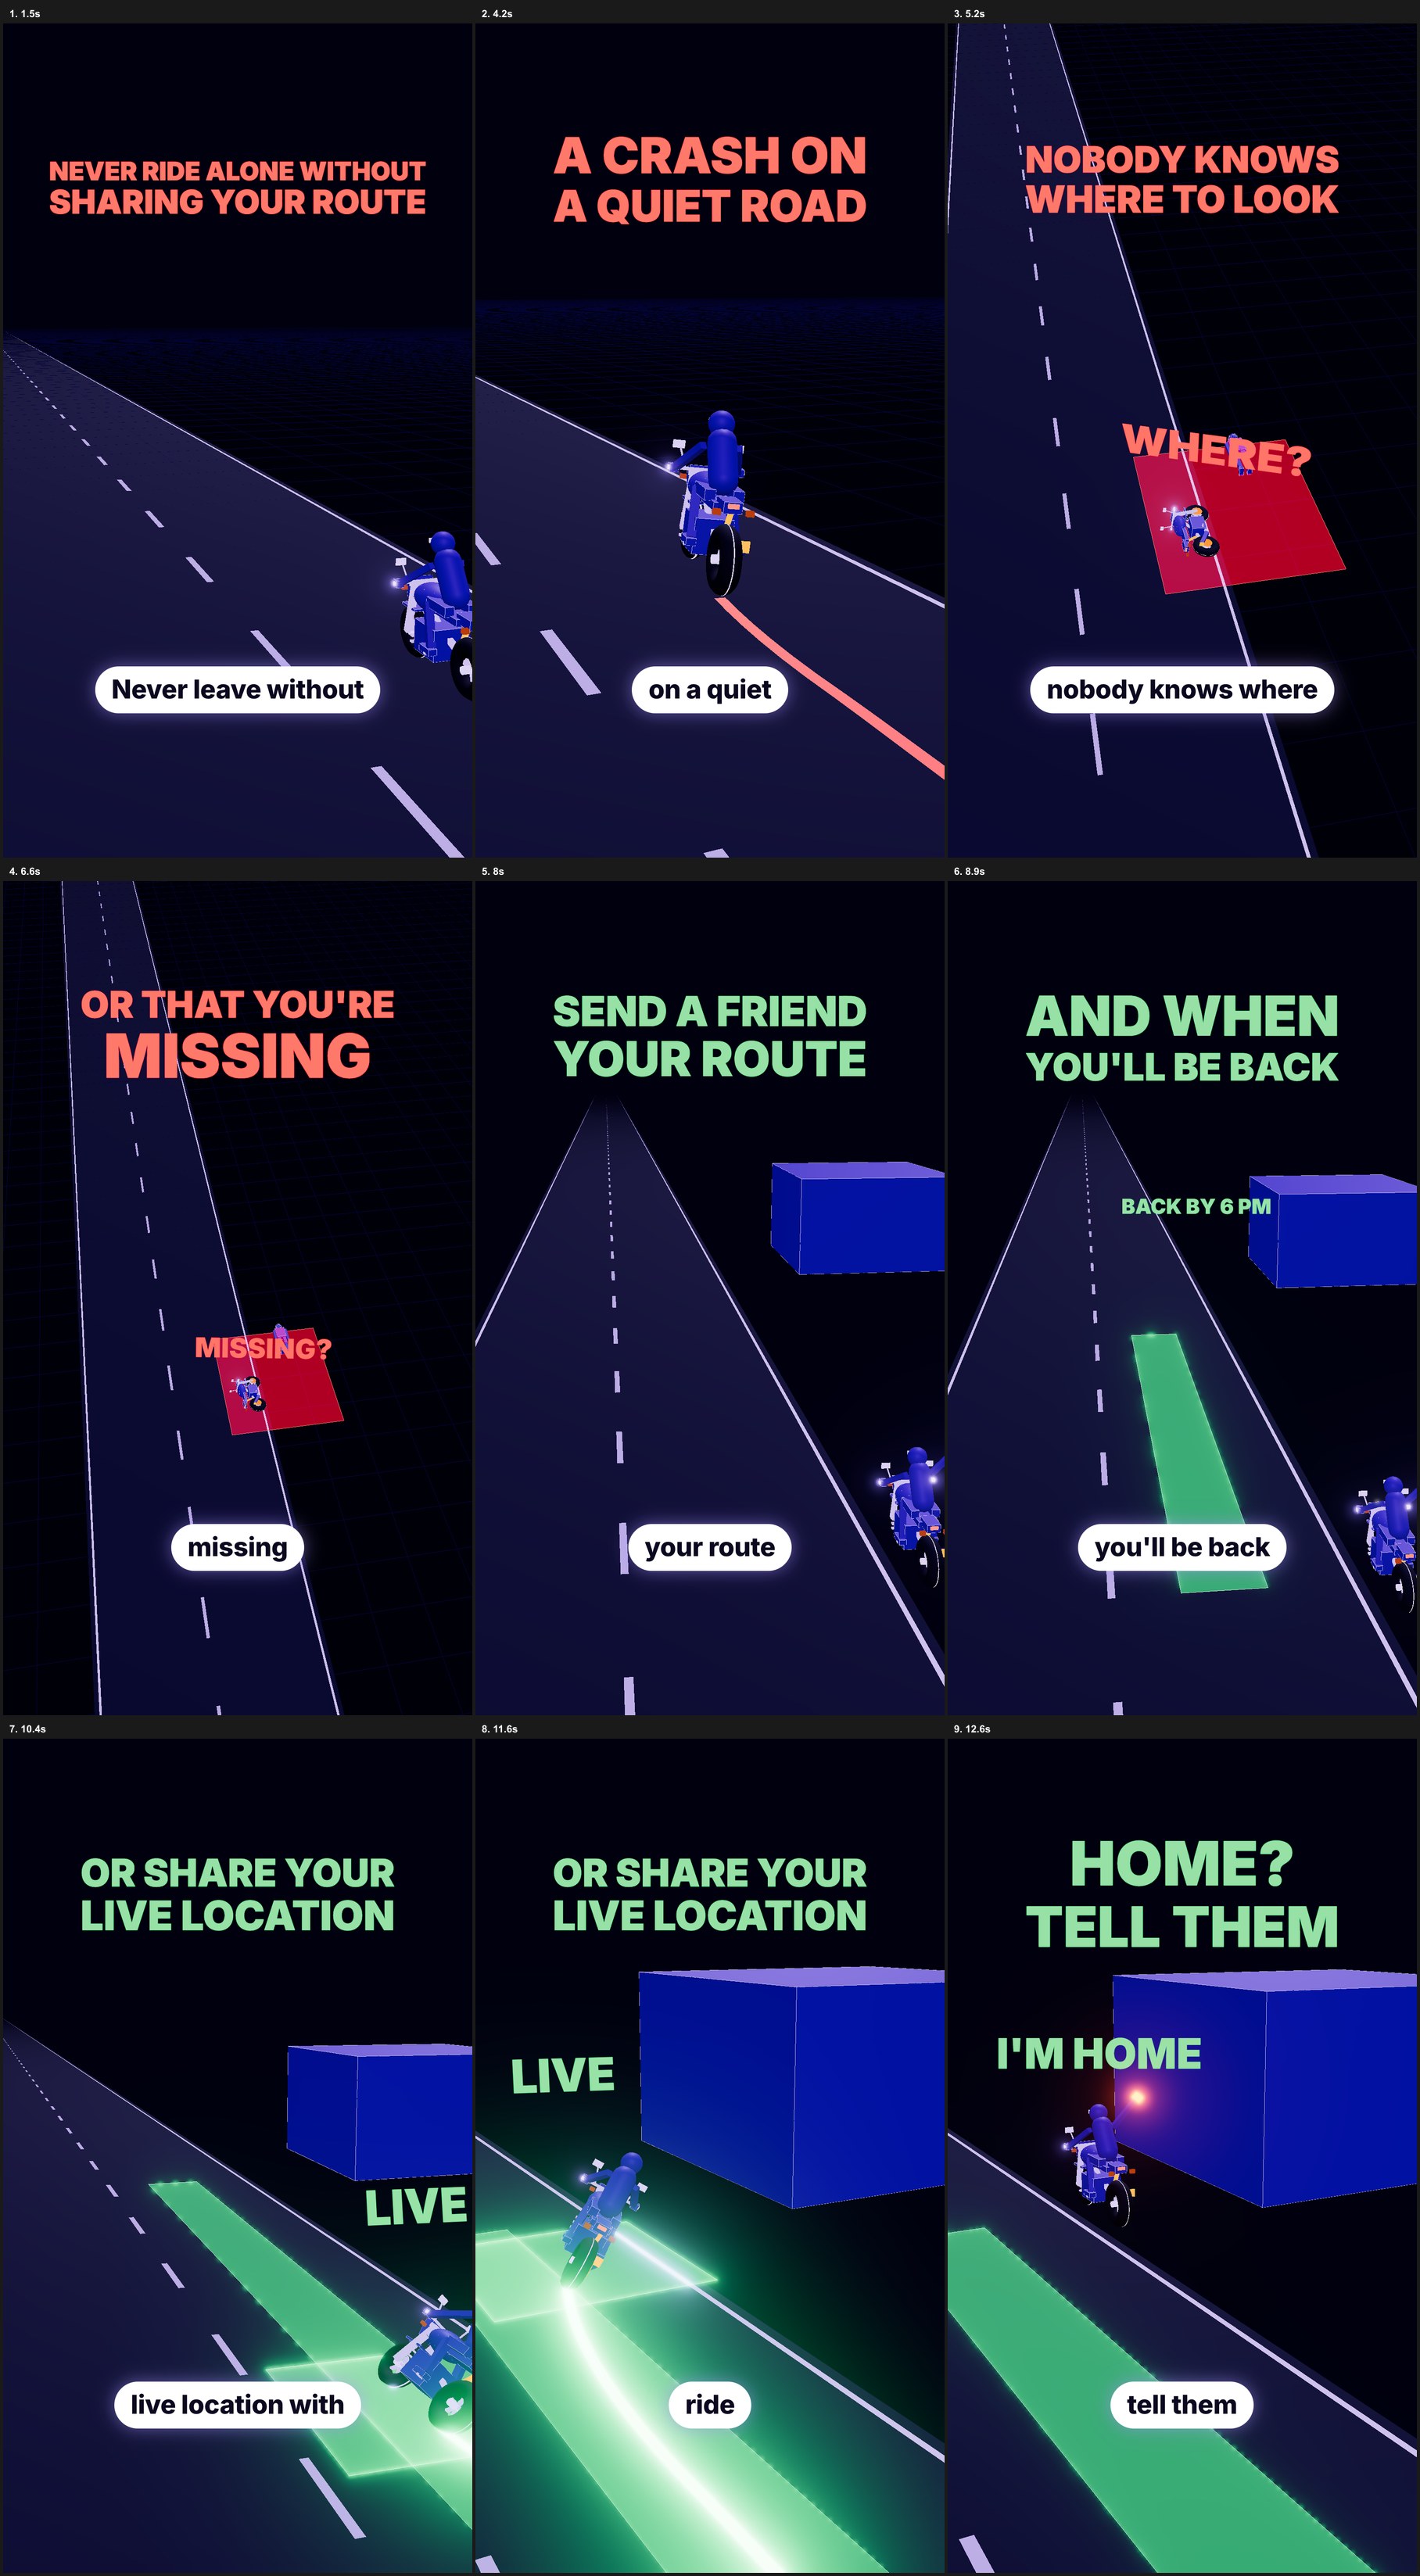 1. 1.5s
NEVER RIDE ALONE WITHOUT
SHARING YOUR ROUTE
Never leave without
2. 4.2s
A CRASH ON
A QUIET ROAD
on a quiet
3. 5.2s
NOBODY KNOWS
WHERE TO LOOK
WHERE?
nobody knows where
4. 6.6s
OR THAT YOU'RE
MISSING
MISSING?
missing
5. 8s
SEND A FRIEND
YOUR ROUTE
your route
6. 8.9s
AND WHEN
YOU'LL BE BACK
BACK BY 6 PM
you'll be back
7. 10.4s
OR SHARE YOUR
LIVE LOCATION
LIVE
live location with
8. 11.6s
OR SHARE YOUR
LIVE LOCATION
LIVE
ride
9. 12.6s
HOME?
TELL THEM
I'M HOME
tell them